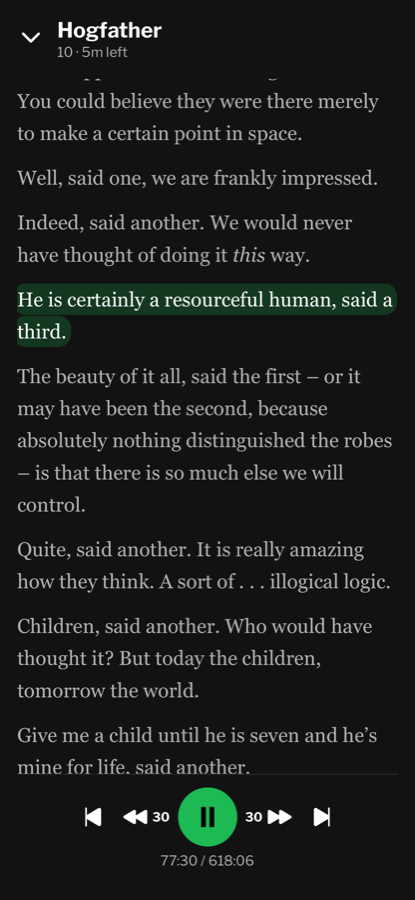 Hogfather
10 · 5m left
You could believe they were there merely
to make a certain point in space.
Well, said one, we are frankly impressed.
Indeed, said another. We would never
have thought of doing it this way.
He is certainly a resourceful human, said a
third.
The beauty of it all, said the first – or it
may have been the second, because
absolutely nothing distinguished the robes
– is that there is so much else we will
control.
Quite, said another. It is really amazing
how they think. A sort of . . . illogical logic.
Children, said another. Who would have
thought it? But today the children,
tomorrow the world.
Give me a child until he is seven and he’s
mine for life, said another.
30 30
77:30 / 618:06